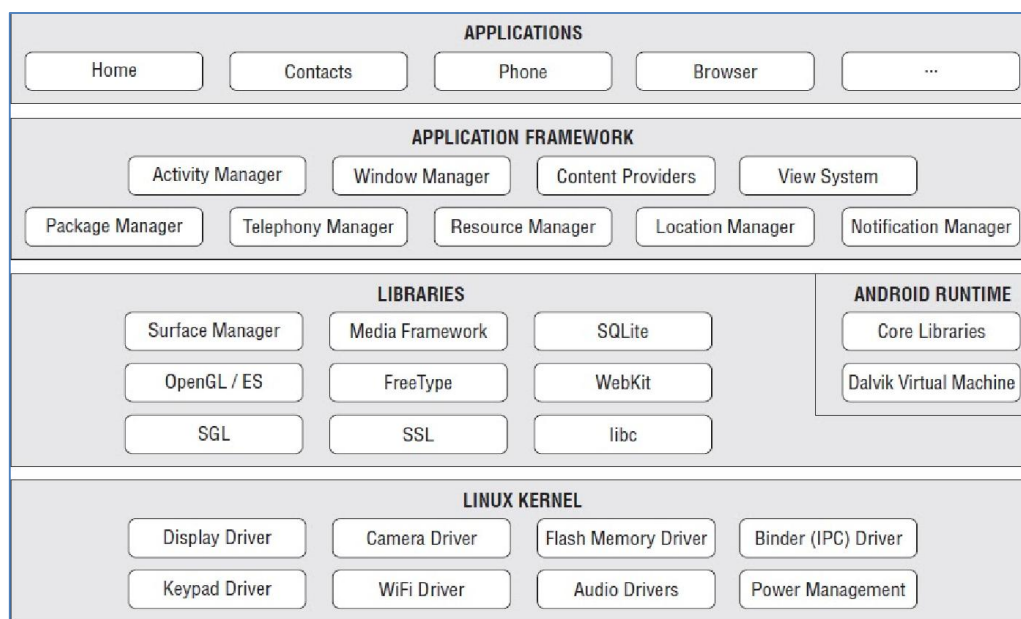 APPLICATIONS
Home Contacts Phone Browser ...
APPLICATION FRAMEWORK
Activity Manager Window Manager Content Providers View System
Package Manager Telephony Manager Resource Manager Location Manager Notification Manager
LIBRARIES ANDROID RUNTIME
Surface Manager Media Framework SQLite Core Libraries
OpenGL / ES FreeType WebKit Dalvik Virtual Machine
SGL SSL libc
LINUX KERNEL
Display Driver Camera Driver Flash Memory Driver Binder (IPC) Driver
Keypad Driver WiFi Driver Audio Drivers Power Management